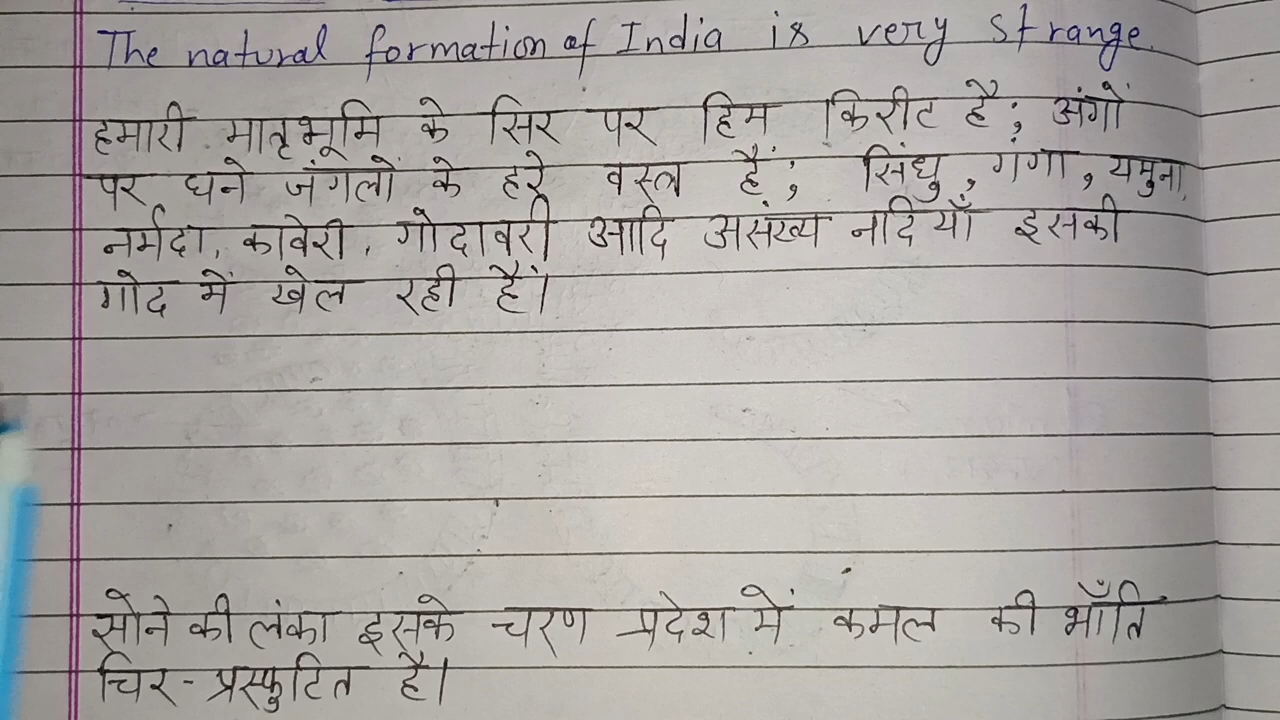 The natural formation of India is very strange.
हमारी मातृभूमि के सिर पर हिम किरीट है; अंगों
पर घने जंगलों के हरे वस्त्र हैं; सिंधु, गंगा, यमुना,
नर्मदा, कावेरी, गोदावरी आदि असंख्य नदियाँ इसकी
गोद में खेल रही हैं।
सोने की लंका इसके चरण प्रदेश में कमल की भाँति
चिर-प्रस्फुटित है।